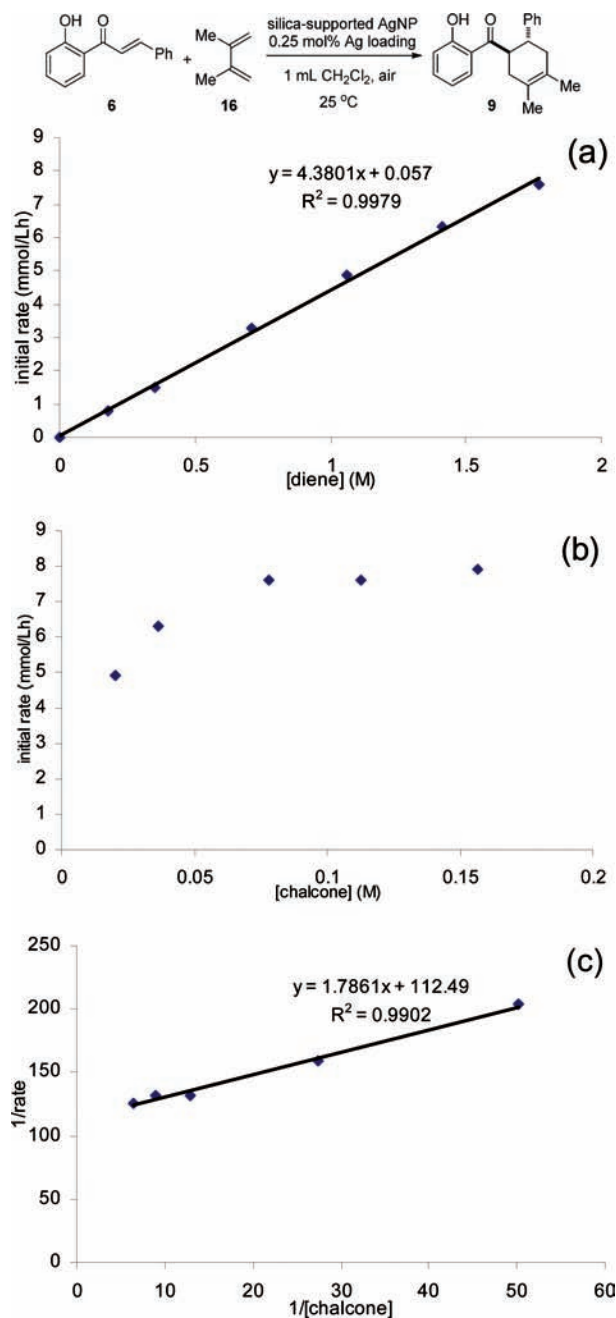 OH O
Ph
6
+
Me
Me
16
silica-supported AgNP
0.25 mol% Ag loading
1 mL CH2Cl2, air
25 °C
OH O Ph
Me Me
9
(a)
y = 4.3801x + 0.057
R² = 0.9979
initial rate (mmol/Lh)
9
8
7
6
5
4
3
2
1
0
0 0.5 1 1.5 2
[diene] (M)
(b)
initial rate (mmol/Lh)
9
8
7
6
5
4
3
2
1
0
0 0.05 0.1 0.15 0.2
[chalcone] (M)
(c)
y = 1.7861x + 112.49
R² = 0.9902
1/rate
250
200
150
100
50
0
0 10 20 30 40 50 60
1/[chalcone]